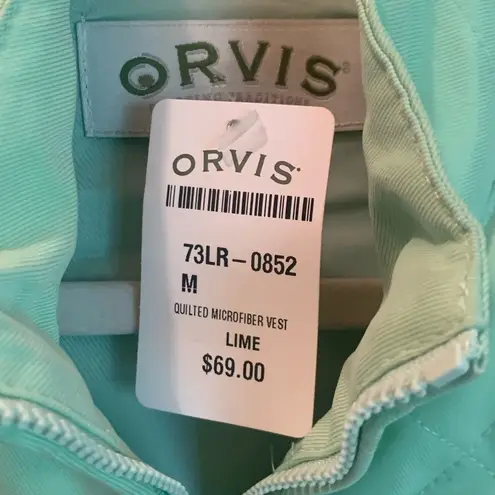 ORVIS®
ORVIS
73LR-0852
M
QUILTED MICROFIBER VEST
LIME
$69.00